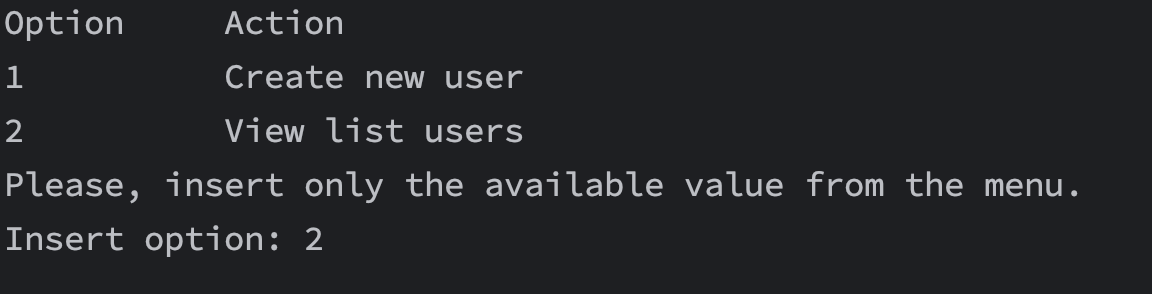 Option Action
1 Create new user
2 View list users
Please, insert only the available value from the menu.
Insert option: 2